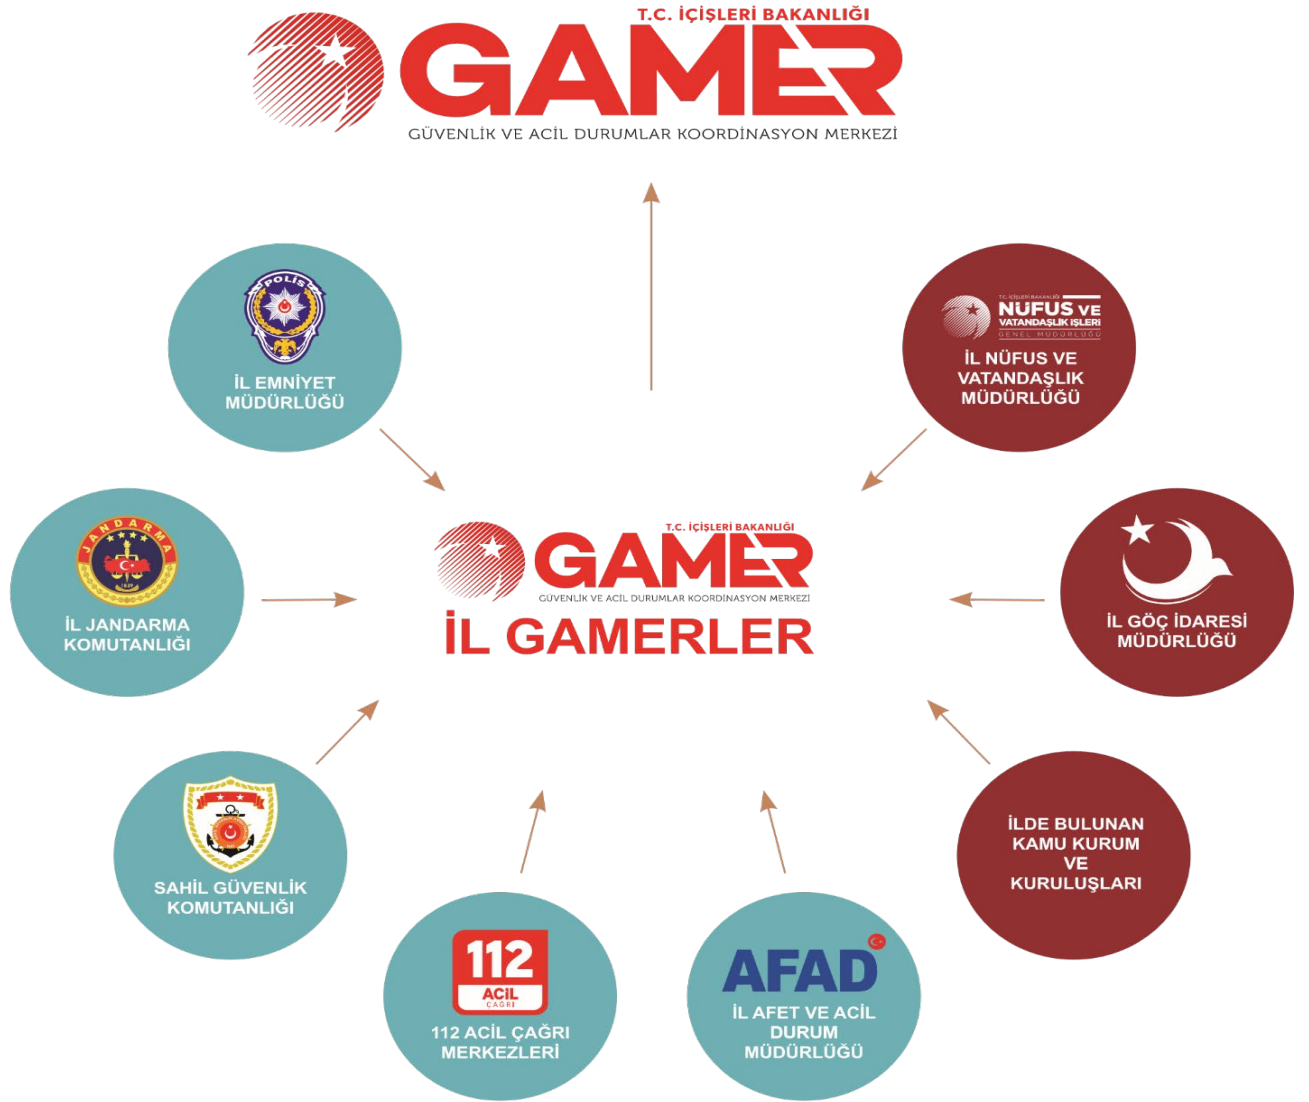 T.C. İÇİŞLERİ BAKANLIĞI
GAMER
GÜVENLİK VE ACİL DURUMLAR KOORDİNASYON MERKEZİ
POLİS
İL EMNİYET
MÜDÜRLÜĞÜ
T.C. İÇİŞLERİ BAKANLIĞI
NÜFUS VE
VATANDAŞLIK İŞLERİ
GENEL MÜDÜRLÜĞÜ
İL NÜFUS VE
VATANDAŞLIK
MÜDÜRLÜĞÜ
JANDARMA
1839
İL JANDARMA
KOMUTANLIĞI
T.C. İÇİŞLERİ BAKANLIĞI
GAMER
GÜVENLİK VE ACİL DURUMLAR KOORDİNASYON MERKEZİ
İL GAMERLER
İL GÖÇ İDARESİ
MÜDÜRLÜĞÜ
SAHİL GÜVENLİK
KOMUTANLIĞI
İLDE BULUNAN
KAMU KURUM
VE
KURULUŞLARI
112
ACİL
ÇAĞRI
112 ACİL ÇAĞRI
MERKEZLERİ
AFAD
İL AFET VE ACİL
DURUM
MÜDÜRLÜĞÜ